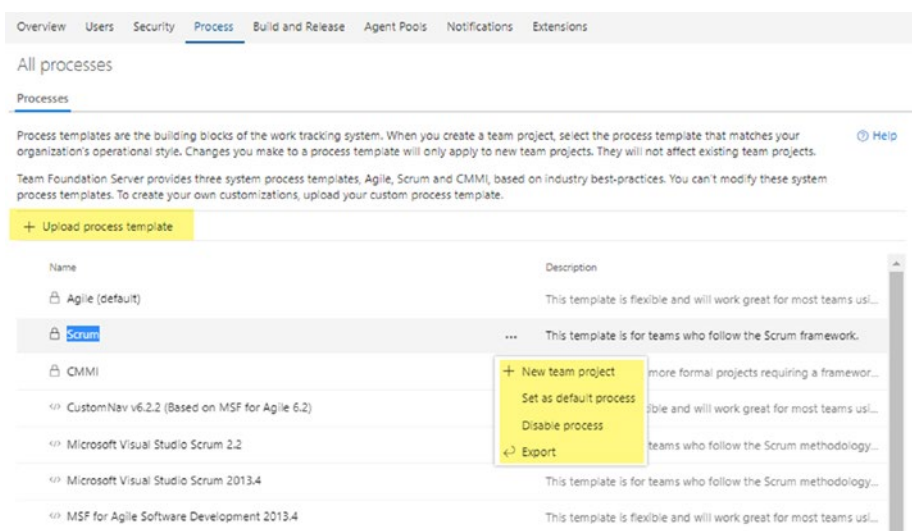 Overview Users Security Process Build and Release Agent Pools Notifications Extensions
All processes
Processes
Process templates are the building blocks of the work tracking system. When you create a team project, select the process template that matches your Help
organization's operational style. Changes you make to a process template will only apply to new team projects. They will not affect existing team projects.
Team Foundation Server provides three system process templates, Agile, Scrum and CMMI, based on industry best-practices. You can't modify these system
process templates. To create your own customizations, upload your custom process template.
+ Upload process template
Name Description
Agile (default) This template is flexible and will work great for most teams usi...
Scrum ... This template is for teams who follow the Scrum framework.
CMMI + New team project more formal projects requiring a framewor...
Set as default process
CustomNav v6.2.2 (Based on MSF for Agile 6.2) ible and will work great for most teams usi...
Disable process
Microsoft Visual Studio Scrum 2.2 teams who follow the Scrum methodology...
Export
Microsoft Visual Studio Scrum 2013.4 This template is for teams who follow the Scrum methodology...
MSF for Agile Software Development 2013.4 This template is flexible and will work great for most teams usi...